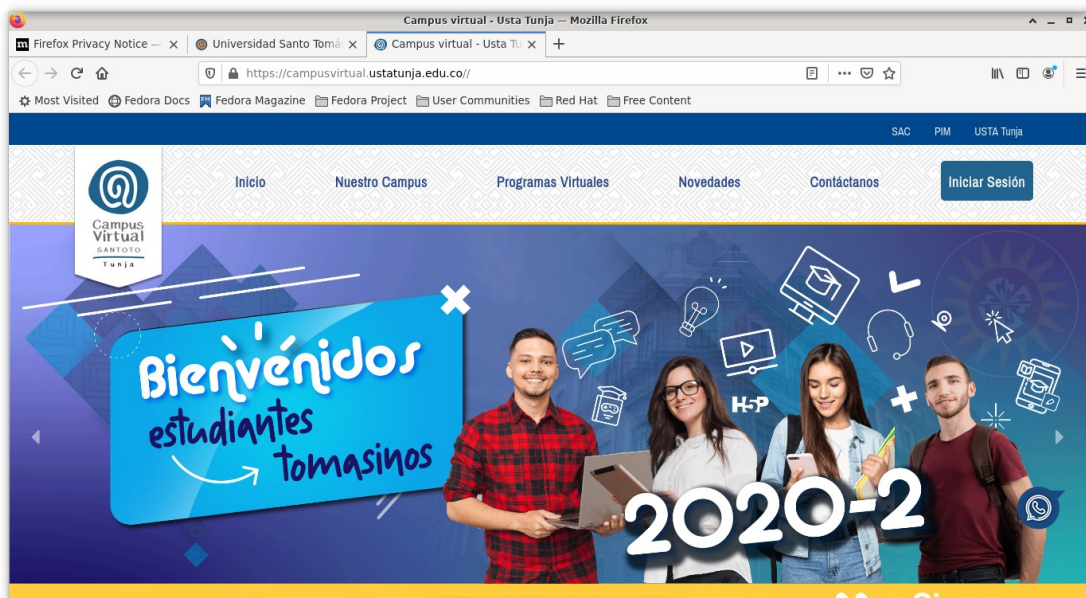 Campus virtual - Usta Tunja — Mozilla Firefox
Firefox Privacy Notice —
Universidad Santo Tomá
Campus virtual - Usta Tu
https://campusvirtual.ustatunja.edu.co//
Most Visited Fedora Docs Fedora Magazine Fedora Project User Communities Red Hat Free Content
SAC PIM USTA Tunja
Inicio Nuestro Campus Programas Virtuales Novedades Contáctanos Iniciar Sesión
Campus
Virtual
SANTOTO
Tunja
Bienvenidos
estudiantes
tomasinos
H5P
2020-2